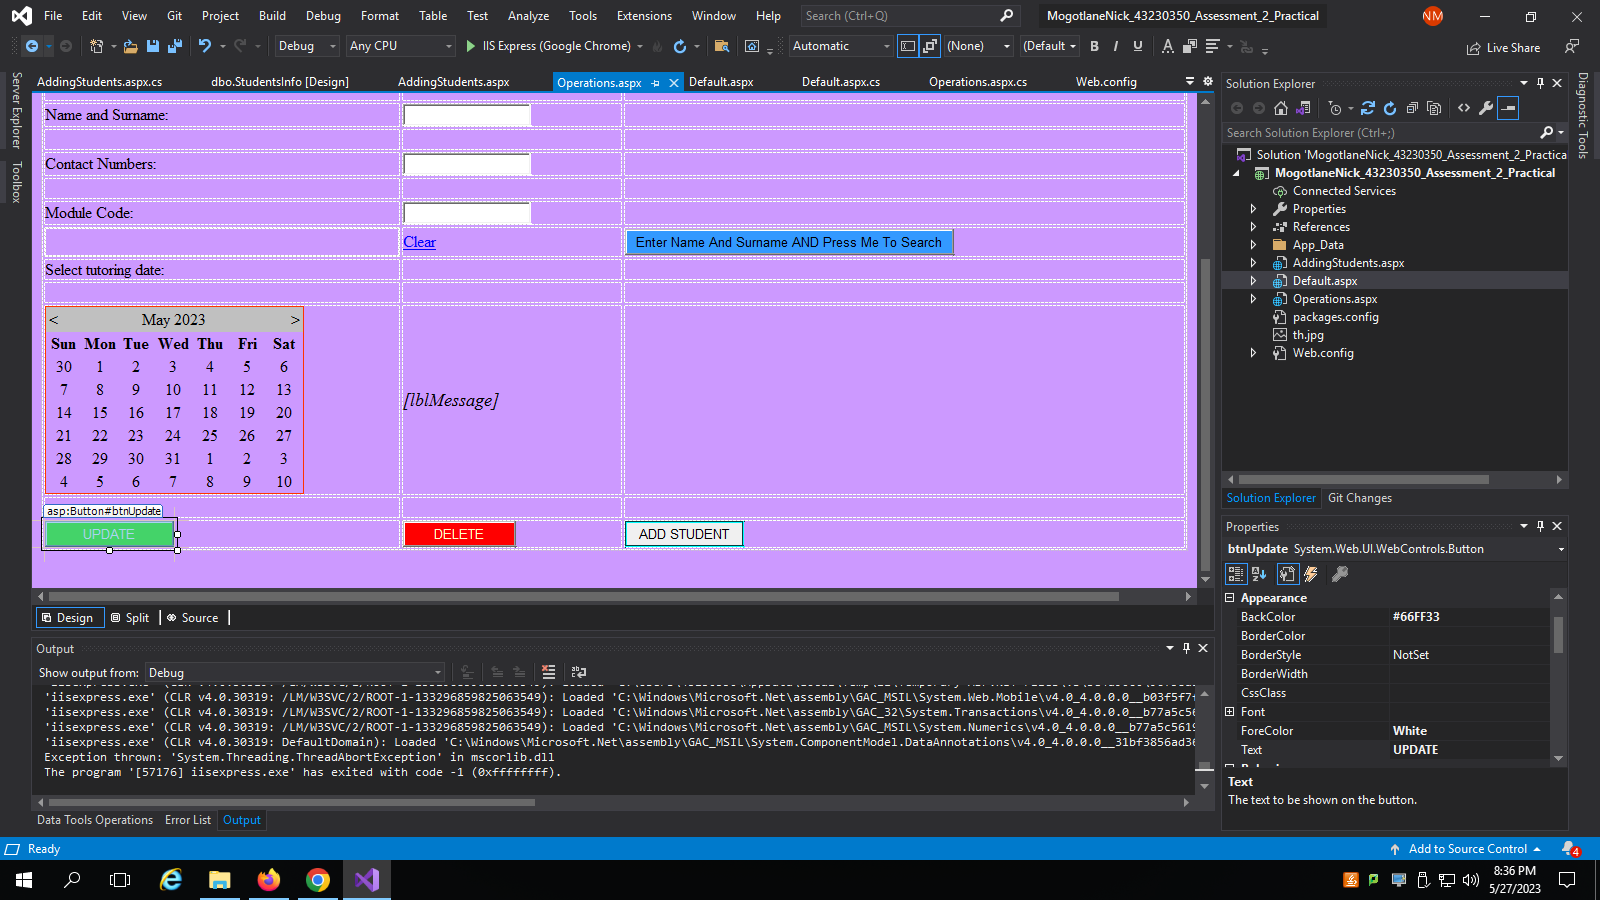 File Edit View Git Project Build Debug Format Table Test Analyze Tools Extensions Window Help Search (Ctrl+Q) MogotlaneNick_43230350_Assessment_2_Practical NM
Debug Any CPU IIS Express (Google Chrome) Automatic (None) (Default B I U A Live Share
AddingStudents.aspx.cs dbo.StudentsInfo [Design] AddingStudents.aspx Operations.aspx Default.aspx Default.aspx.cs Operations.aspx.cs Web.config
Server Explorer
Toolbox
Name and Surname:
Contact Numbers:
Module Code:
Clear Enter Name And Surname AND Press Me To Search
Select tutoring date:
< May 2023 >
Sun Mon Tue Wed Thu Fri Sat
30 1 2 3 4 5 6
7 8 9 10 11 12 13
14 15 16 17 18 19 20
21 22 23 24 25 26 27
28 29 30 31 1 2 3
4 5 6 7 8 9 10
[lblMessage]
asp:Button#btnUpdate
UPDATE DELETE ADD STUDENT
Design Split Source
Output
Show output from: Debug
'iisexpress.exe' (CLR v4.0.30319: /LM/W3SVC/2/ROOT-1-133296859825063549): Loaded 'C:\Windows\Microsoft.Net\assembly\GAC_MSIL\System.Web.Mobile\v4.0_4.0.0.0__b03f5f7f
'iisexpress.exe' (CLR v4.0.30319: /LM/W3SVC/2/ROOT-1-133296859825063549): Loaded 'C:\Windows\Microsoft.Net\assembly\GAC_32\System.Transactions\v4.0_4.0.0.0__b77a5c56
'iisexpress.exe' (CLR v4.0.30319: /LM/W3SVC/2/ROOT-1-133296859825063549): Loaded 'C:\Windows\Microsoft.Net\assembly\GAC_MSIL\System.Numerics\v4.0_4.0.0.0__b77a5c5619
'iisexpress.exe' (CLR v4.0.30319: DefaultDomain): Loaded 'C:\Windows\Microsoft.Net\assembly\GAC_MSIL\System.ComponentModel.DataAnnotations\v4.0_4.0.0.0__31bf3856ad36
Exception thrown: 'System.Threading.ThreadAbortException' in mscorlib.dll
The program '[57176] iisexpress.exe' has exited with code -1 (0xffffffff).
Data Tools Operations Error List Output
Solution Explorer
Search Solution Explorer (Ctrl+;)
Solution 'MogotlaneNick_43230350_Assessment_2_Practica
MogotlaneNick_43230350_Assessment_2_Practical
Connected Services
Properties
References
App_Data
AddingStudents.aspx
Default.aspx
Operations.aspx
packages.config
th.jpg
Web.config
Solution Explorer Git Changes
Properties
btnUpdate System.Web.UI.WebControls.Button
Appearance
BackColor #66FF33
BorderColor
BorderStyle NotSet
BorderWidth
CssClass
Font
ForeColor White
Text UPDATE
Text
The text to be shown on the button.
Diagnostic Tools
Ready Add to Source Control 4
8:36 PM
5/27/2023